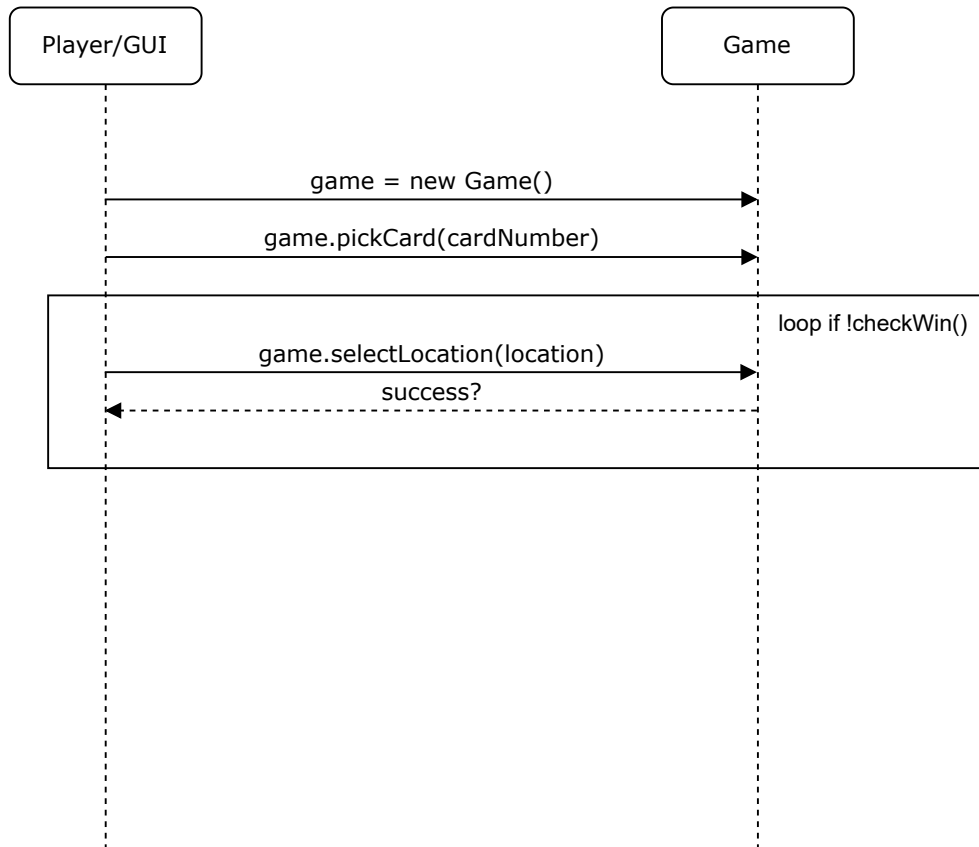 Player/GUI
Game
game = new Game()
game.pickCard(cardNumber)
loop if !checkWin()
game.selectLocation(location)
success?